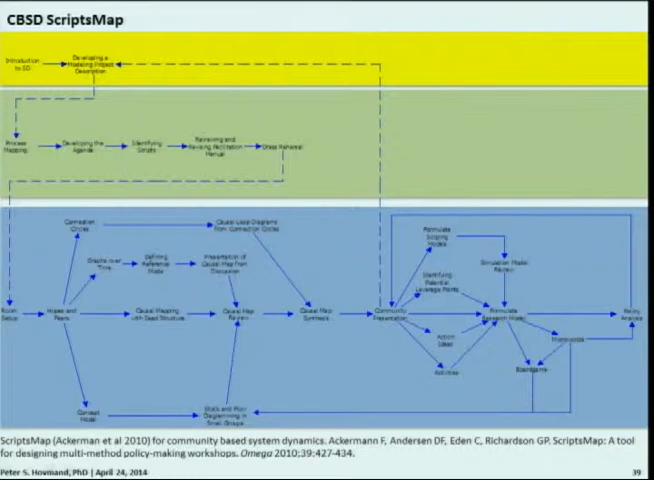 CBSD ScriptsMap
Introduction
to SD
Developing a
Modeling Project
Description
Process
Mapping
Developing the
Agenda
Identifying
Scripts
Reviewing and
Revising Facilitation
Manual
Dress Rehearsal
Connection
Circles
Causal Loop Diagrams
from Connection Circles
Graphs over
Time
Defining
Reference
Mode
Presentation of
Causal Map from
Discussion
Room
Setup
Hopes and
Fears
Causal Mapping
with Seed Structure
Causal Map
Review
Causal Map
Synthesis
Concept
Model
Stock and Flow
Diagramming in
Small Groups
Community
Presentation
Formulate
Scoping
Models
Simulation Model
Review
Identifying
Potential
Leverage Points
Formulate
Research Model
Action
Ideas
Activities
Boardgame
Policy
Analysis
ScriptsMap (Ackerman et al 2010) for community based system dynamics. Ackermann F, Andersen DF, Eden C, Richardson GP. ScriptsMap: A tool
for designing multi-method policy-making workshops. Omega 2010;39:427-434.
Peter S. Hovmand, PhD | April 24, 2014
39